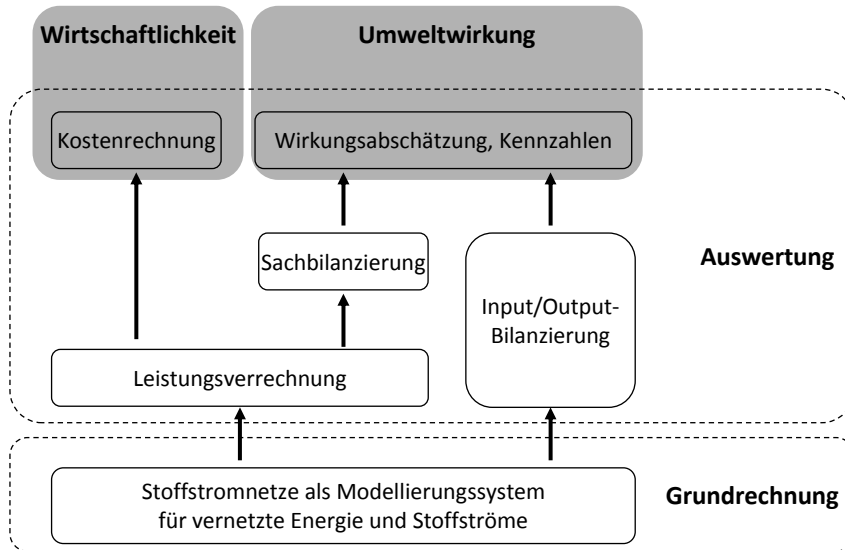 Wirtschaftlichkeit
Umweltwirkung
Kostenrechnung
Wirkungsabschätzung, Kennzahlen
Sachbilanzierung
Auswertung
Input/Output-
Bilanzierung
Leistungsverrechnung
Stoffstromnetze als Modellierungssystem
für vernetzte Energie und Stoffströme
Grundrechnung